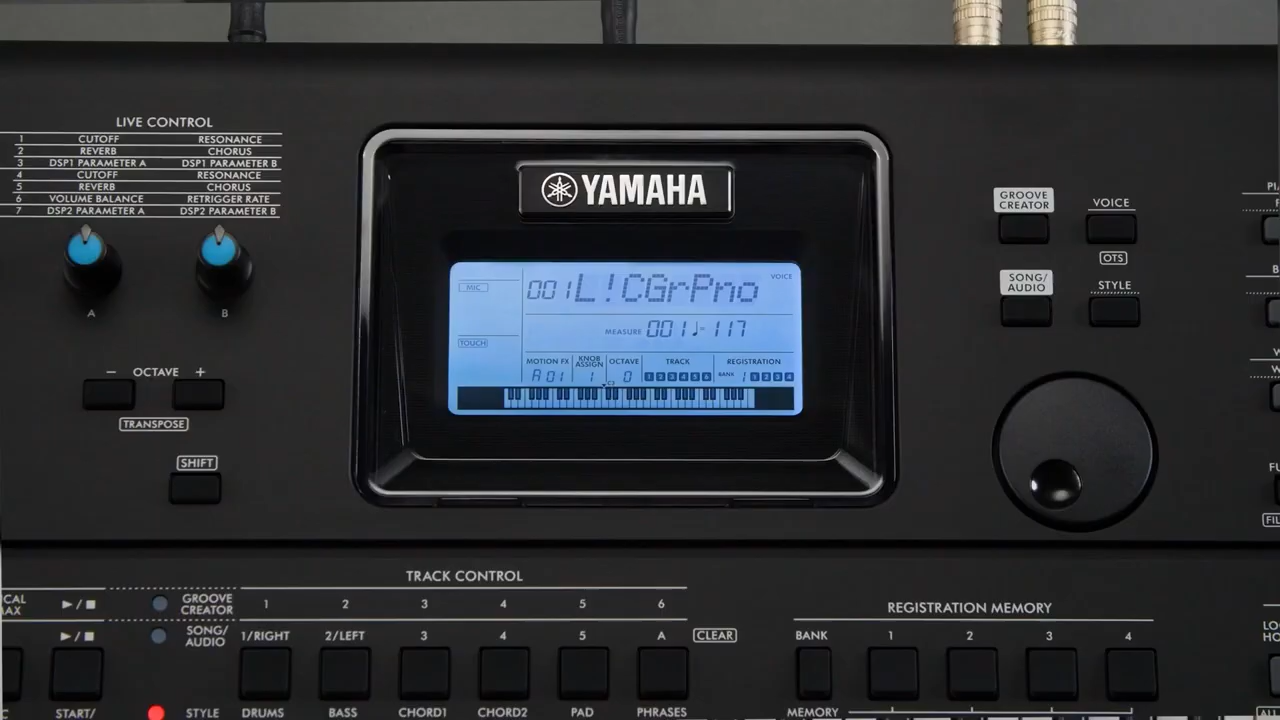 LIVE CONTROL
1 CUTOFF RESONANCE
2 REVERB CHORUS
3 DSP1 PARAMETER A DSP1 PARAMETER B
4 CUTOFF RESONANCE
5 REVERB CHORUS
6 VOLUME BALANCE RETRIGGER RATE
7 DSP2 PARAMETER A DSP2 PARAMETER B
A B
− OCTAVE +
TRANSPOSE
SHIFT
YAMAHA
MIC 001 L!CGrPno VOICE
MEASURE 001 ♩= 117
TOUCH
MOTION FX KNOB ASSIGN OCTAVE TRACK REGISTRATION
A01 1 0 1 2 3 4 5 6 BANK 1 1 2 3 4
C3
GROOVE CREATOR
VOICE
OTS
SONG/AUDIO
STYLE
TRACK CONTROL
▶/■ GROOVE CREATOR 1 2 3 4 5 6
▶/■ SONG/AUDIO 1/RIGHT 2/LEFT 3 4 5 A CLEAR
START/ STYLE DRUMS BASS CHORD1 CHORD2 PAD PHRASES
REGISTRATION MEMORY
BANK 1 2 3 4
MEMORY